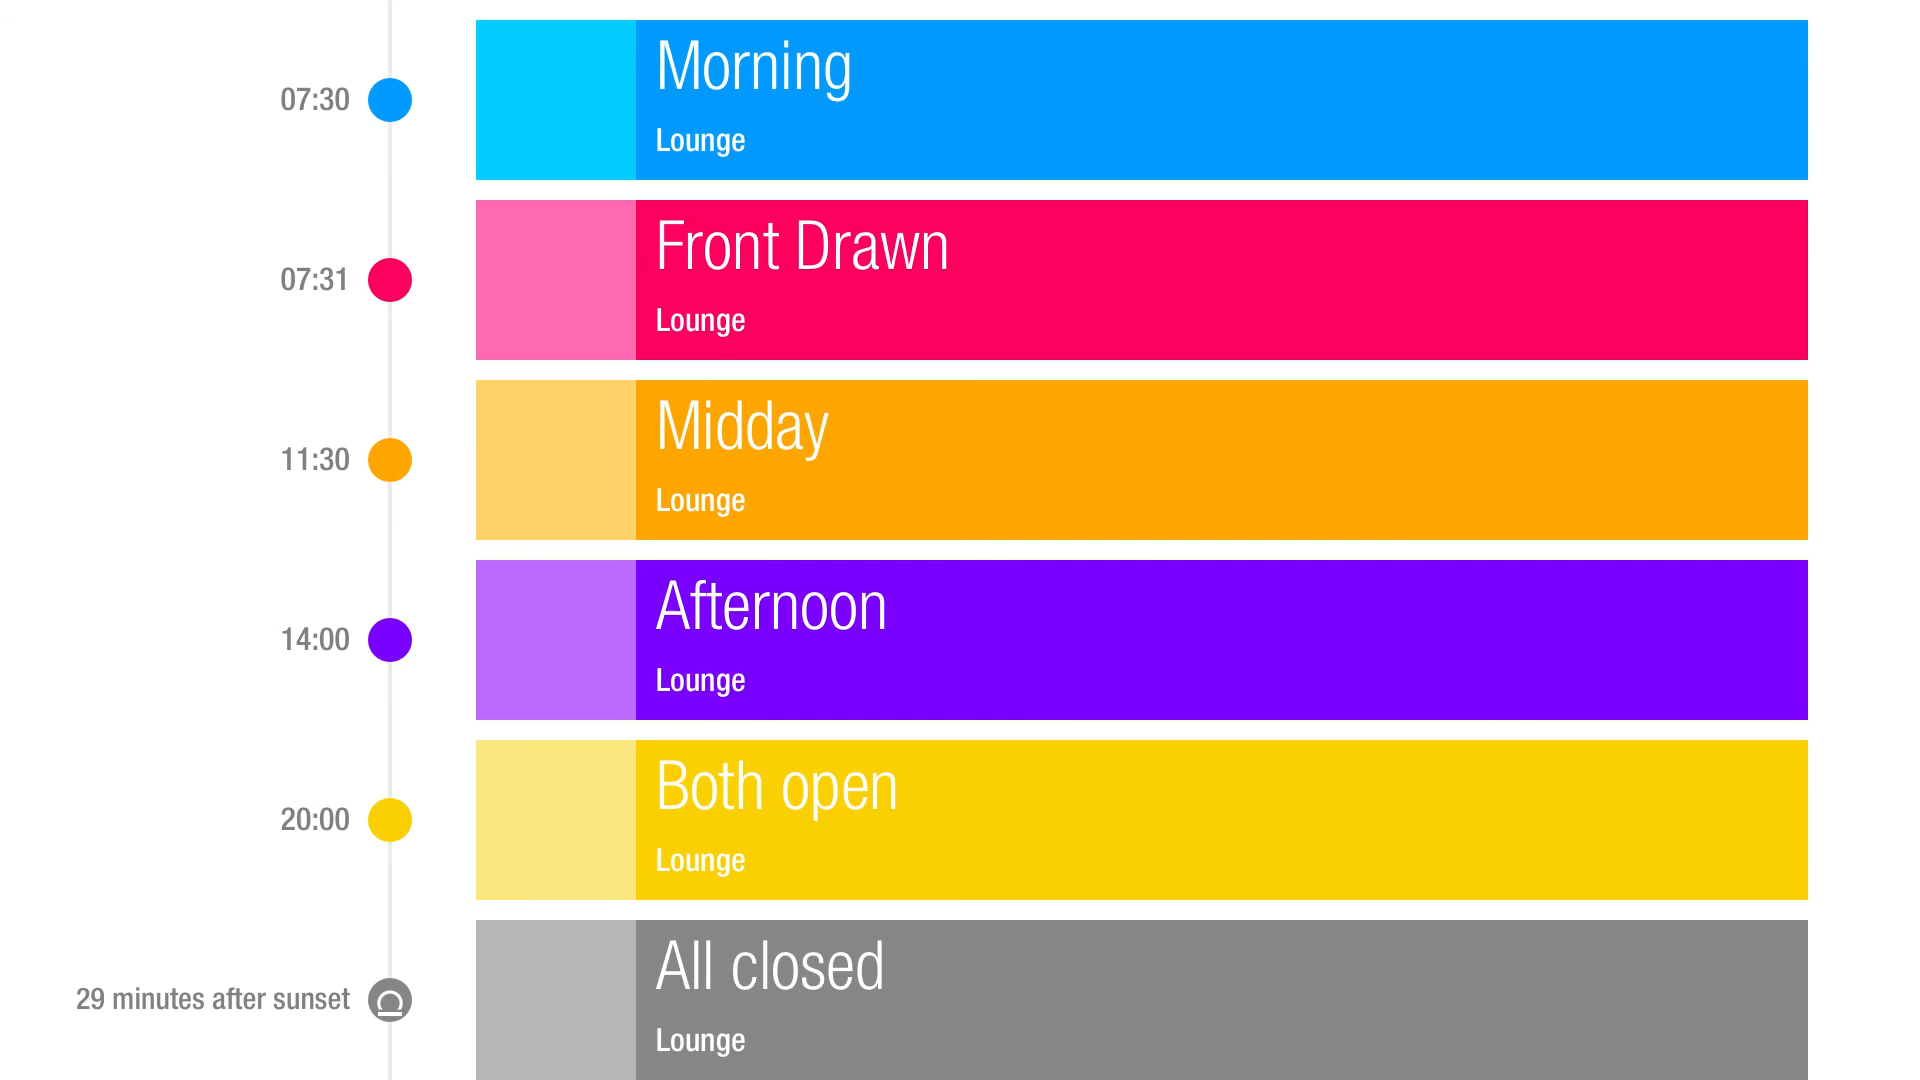 07:30
Morning
Lounge
07:31
Front Drawn
Lounge
11:30
Midday
Lounge
14:00
Afternoon
Lounge
20:00
Both open
Lounge
29 minutes after sunset
All closed
Lounge